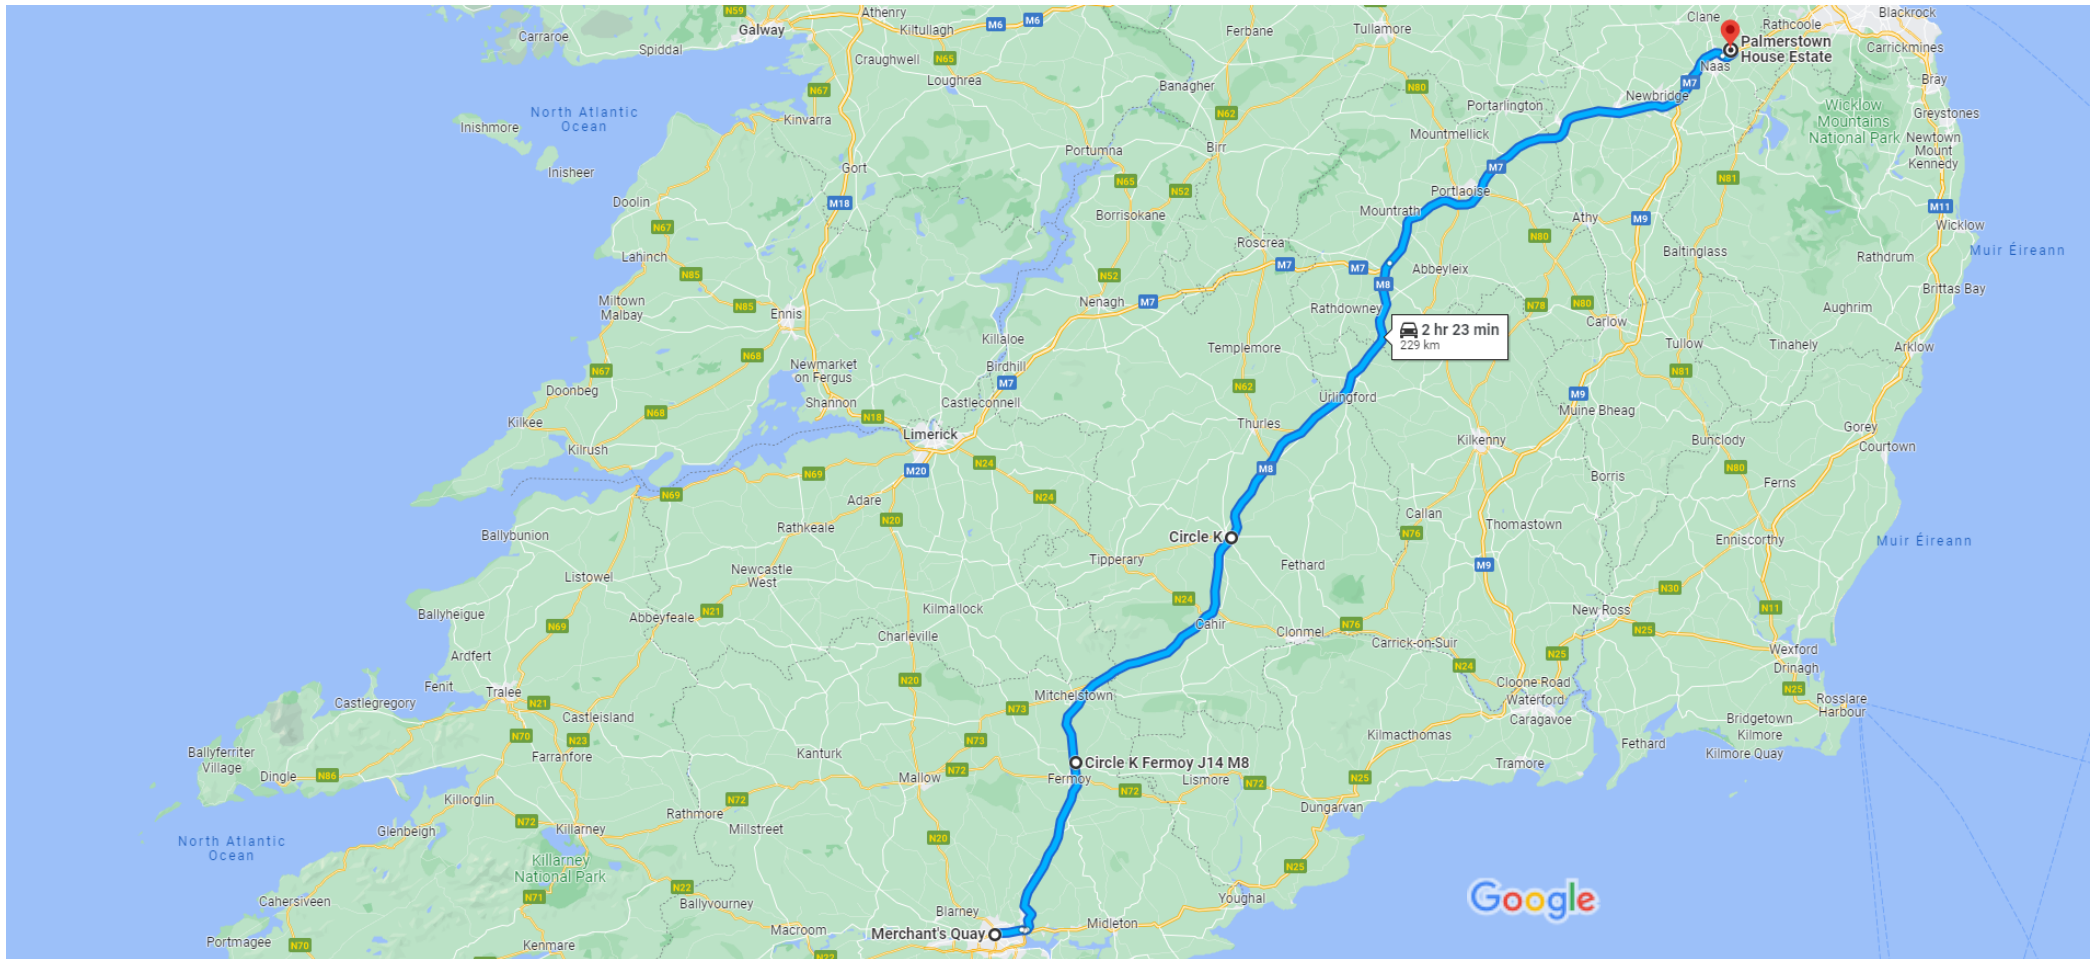 N59
Athenry
Clane
Rathcoole
Blackrock
Galway
Kiltullagh
M6
M6
Ferbane
Tullamore
Carraroe
Spiddal
Craughwell
N65
Palmerstown
House Estate
Carrickmines
Naas
Bray
Loughrea
Banagher
N80
M7
N67
Newbridge
Portarlington
Wicklow
Mountains
National Park
Greystones
North Atlantic
Ocean
Inishmore
Kinvarra
N62
Mountmellick
Newtown
Mount
Kennedy
Portumna
Birr
Inisheer
Gort
M7
N65
N52
N81
Portlaoise
Doolin
M18
Borrisokane
Mountrath
Athy
M9
M11
Wicklow
N67
Roscrea
N80
Baltinglass
Muir Éireann
Lahinch
N85
N52
M7
M7
Abbeyleix
Rathdrum
M8
Brittas Bay
Miltown
Malbay
N85
Ennis
Nenagh
M7
Rathdowney
N78
N80
Aughrim
Carlow
2 hr 23 min
229 km
Killaloe
Templemore
Tullow
Tinahely
Arklow
N68
Newmarket
on Fergus
Birdhill
N67
M7
N62
N81
Doonbeg
M9
Shannon
Castleconnell
Urlingford
Muine Bheag
N68
N18
Kilkee
Limerick
Thurles
Kilkenny
Bunclody
Gorey
Courtown
Kilrush
M20
N24
M8
N80
N69
N69
N24
Borris
Ferns
Adare
Callan
Rathkeale
N20
Thomastown
Ballybunion
Circle K
N76
Enniscorthy
Muir Éireann
Tipperary
Fethard
M9
Listowel
Newcastle
West
N24
N30
Ballyheigue
Abbeyfeale
N21
Kilmallock
New Ross
N11
N69
Cahir
N76
Charleville
Clonmel
Carrick-on-Suir
N25
Wexford
Ardfert
N25
N24
Drinagh
Fenit
Tralee
N20
Cloone Road
N25
Rosslare
Harbour
Castlegregory
N21
Mitchelstown
Waterford
Castleisland
N73
Caragavoe
Bridgetown
Kilmore
N70
N23
N73
Kilmacthomas
Fethard
Kilmore Quay
Ballyferriter
Village
Farranfore
Kanturk
Circle K Fermoy J14 M8
Tramore
Dingle
N86
Mallow
N72
Fermoy
Lismore
N72
N25
Killorglin
N72
N72
Dungarvan
Rathmore
Glenbeigh
N72
Killarney
Millstreet
N20
North Atlantic
Ocean
Killarney
National Park
N25
N71
N22
Google
Cahersiveen
Ballyvourney
Blarney
Youghal
Macroom
Merchant's Quay
Midleton
Portmagee
N70
Kenmare
N22